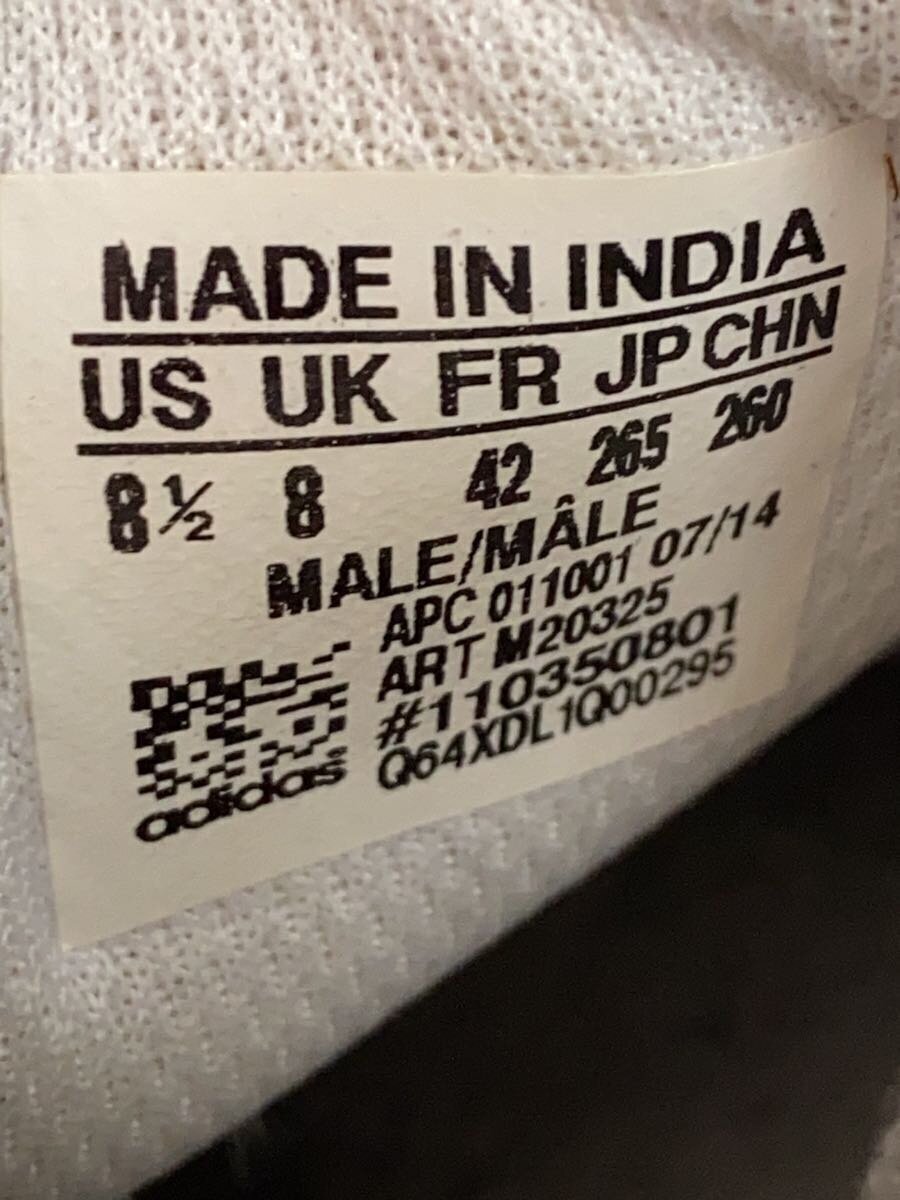 MADE IN INDIA
US UK FR JP CHN
8½ 8 42 265 260
MALE/MÂLE
APC 011001 07/14
ART M20325
#110350801
Q64XDL1Q00295
adidas